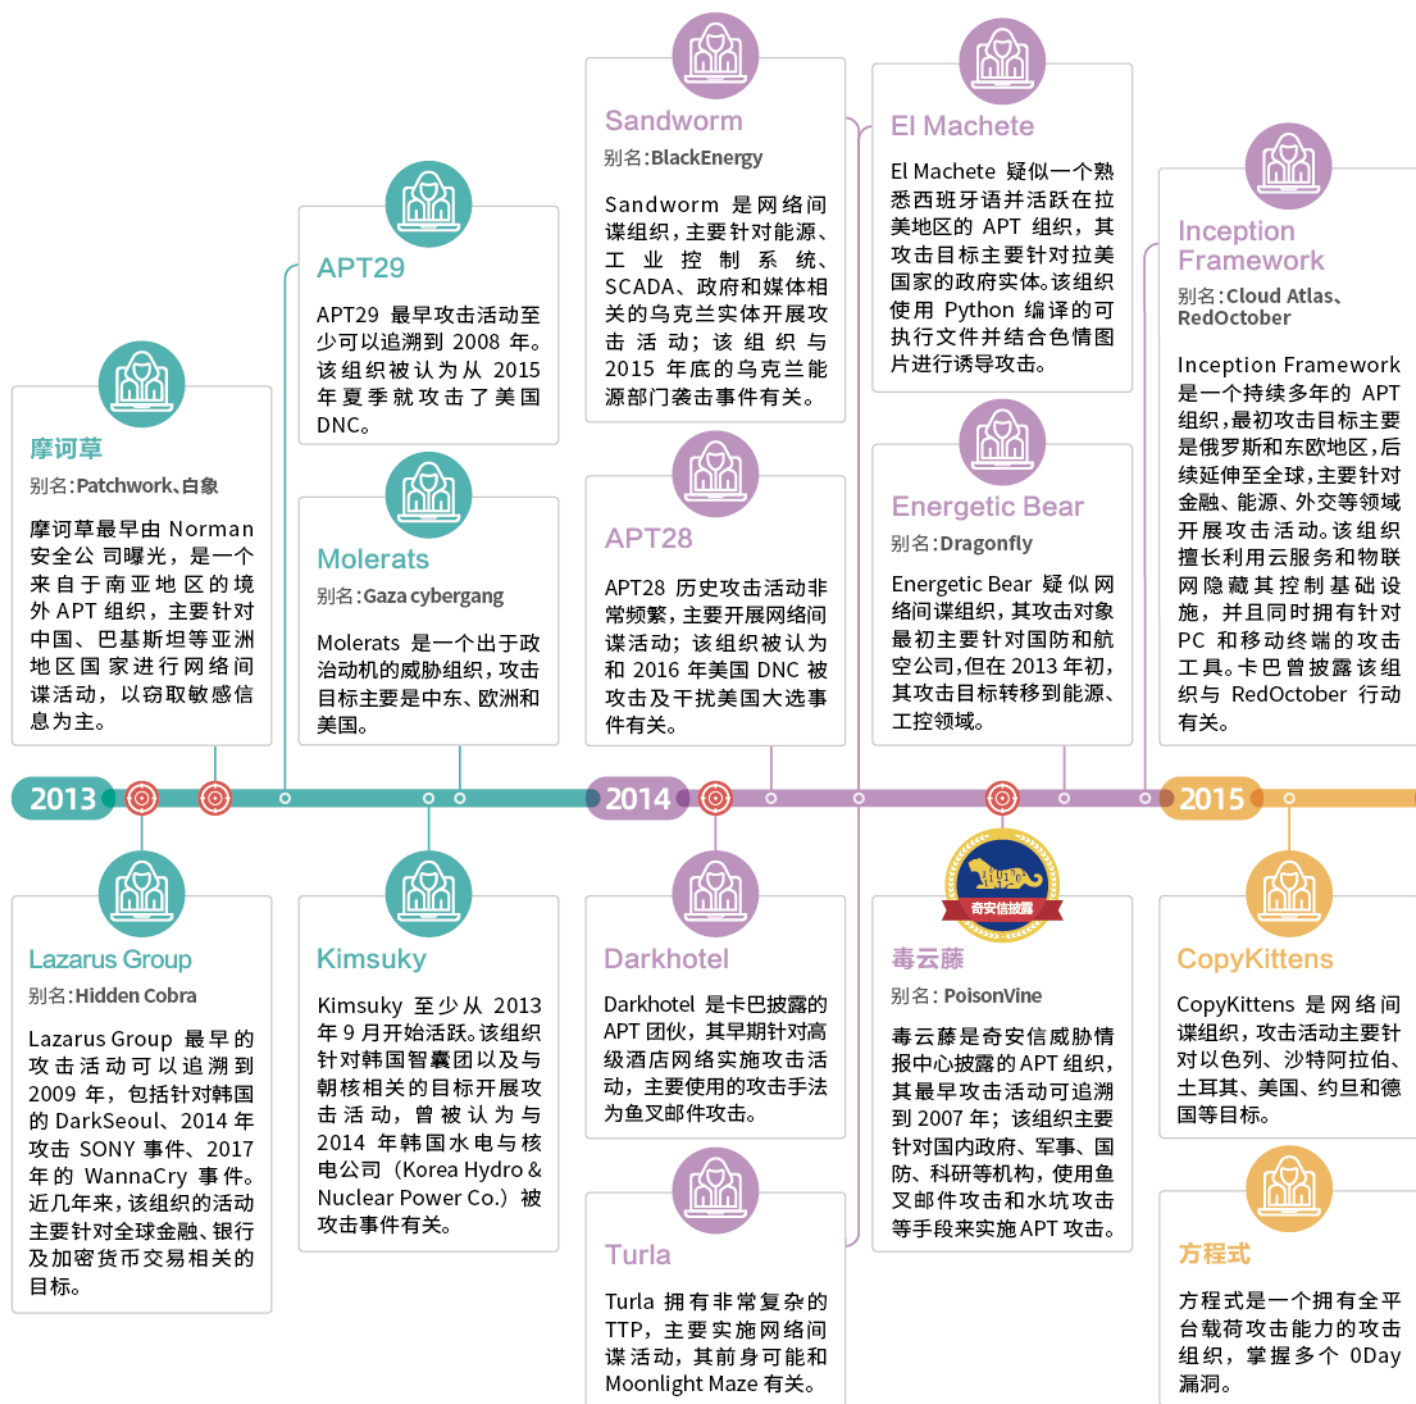 Sandworm
别名：BlackEnergy
Sandworm 是网络间
谍组织，主要针对能源、
工业控制系统、
SCADA、政府和媒体相
关的乌克兰实体开展攻
击活动；该组织与
2015 年底的乌克兰能
源部门袭击事件有关。
El Machete
El Machete 疑似一个熟
悉西班牙语并活跃在拉
美地区的 APT 组织，其
攻击目标主要针对拉美
国家的政府实体。该组织
使用 Python 编译的可
执行文件并结合色情图
片进行诱导攻击。
Inception
Framework
别名：Cloud Atlas、
RedOctober
Inception Framework
是一个持续多年的 APT
组织，最初攻击目标主要
是俄罗斯和东欧地区，后
续延伸至全球，主要针对
金融、能源、外交等领域
开展攻击活动。该组织
擅长利用云服务和物联
网隐藏其控制基础设
施，并且同时拥有针对
PC 和移动终端的攻击
工具。卡巴曾披露该组
织与 RedOctober 行动
有关。
APT29
APT29 最早攻击活动至
少可以追溯到 2008 年。
该组织被认为从 2015
年夏季就攻击了美国
DNC。
摩诃草
别名：Patchwork、白象
摩诃草最早由 Norman
安全公 司曝光，是一个
来自于南亚地区的境
外 APT 组织，主要针对
中国、巴基斯坦等亚洲
地区国家进行网络间
谍活动，以窃取敏感信
息为主。
Molerats
别名：Gaza cybergang
Molerats 是一个出于政
治动机的威胁组织，攻击
目标主要是中东、欧洲和
美国。
APT28
APT28 历史攻击活动非
常频繁，主要开展网络间
谍活动；该组织被认为
和 2016 年美国 DNC 被
攻击及干扰美国大选事
件有关。
Energetic Bear
别名：Dragonfly
Energetic Bear 疑似网
络间谍组织，其攻击对象
最初主要针对国防和航
空公司，但在 2013 年初，
其攻击目标转移到能源、
工控领域。
2013
2014
2015
Lazarus Group
别名：Hidden Cobra
Lazarus Group 最早的
攻击活动可以追溯到
2009 年，包括针对韩国
的 DarkSeoul、2014 年
攻击 SONY 事件、2017
年的 WannaCry 事件。
近几年来，该组织的活动
主要针对全球金融、银行
及加密货币交易相关的
目标。
Kimsuky
Kimsuky 至少从 2013
年 9 月开始活跃。该组织
针对韩国智囊团以及与
朝核相关的目标开展攻
击活动，曾被认为与
2014 年韩国水电与核
电公司（Korea Hydro &
Nuclear Power Co.）被
攻击事件有关。
Darkhotel
Darkhotel 是卡巴披露的
APT 团伙，其早期针对高
级酒店网络实施攻击活
动，主要使用的攻击手法
为鱼叉邮件攻击。
Turla
Turla 拥有非常复杂的
TTP，主要实施网络间
谍活动，其前身可能和
Moonlight Maze 有关。
奇安信披露
毒云藤
别名： PoisonVine
毒云藤是奇安信威胁情
报中心披露的 APT 组织，
其最早攻击活动可追溯
到 2007 年；该组织主要
针对国内政府、军事、国
防、科研等机构，使用鱼
叉邮件攻击和水坑攻击
等手段来实施 APT 攻击。
CopyKittens
CopyKittens 是网络间
谍组织，攻击活动主要针
对以色列、沙特阿拉伯、
土耳其、美国、约旦和德
国等目标。
方程式
方程式是一个拥有全平
台载荷攻击能力的攻击
组织，掌握多个 0Day
漏洞。